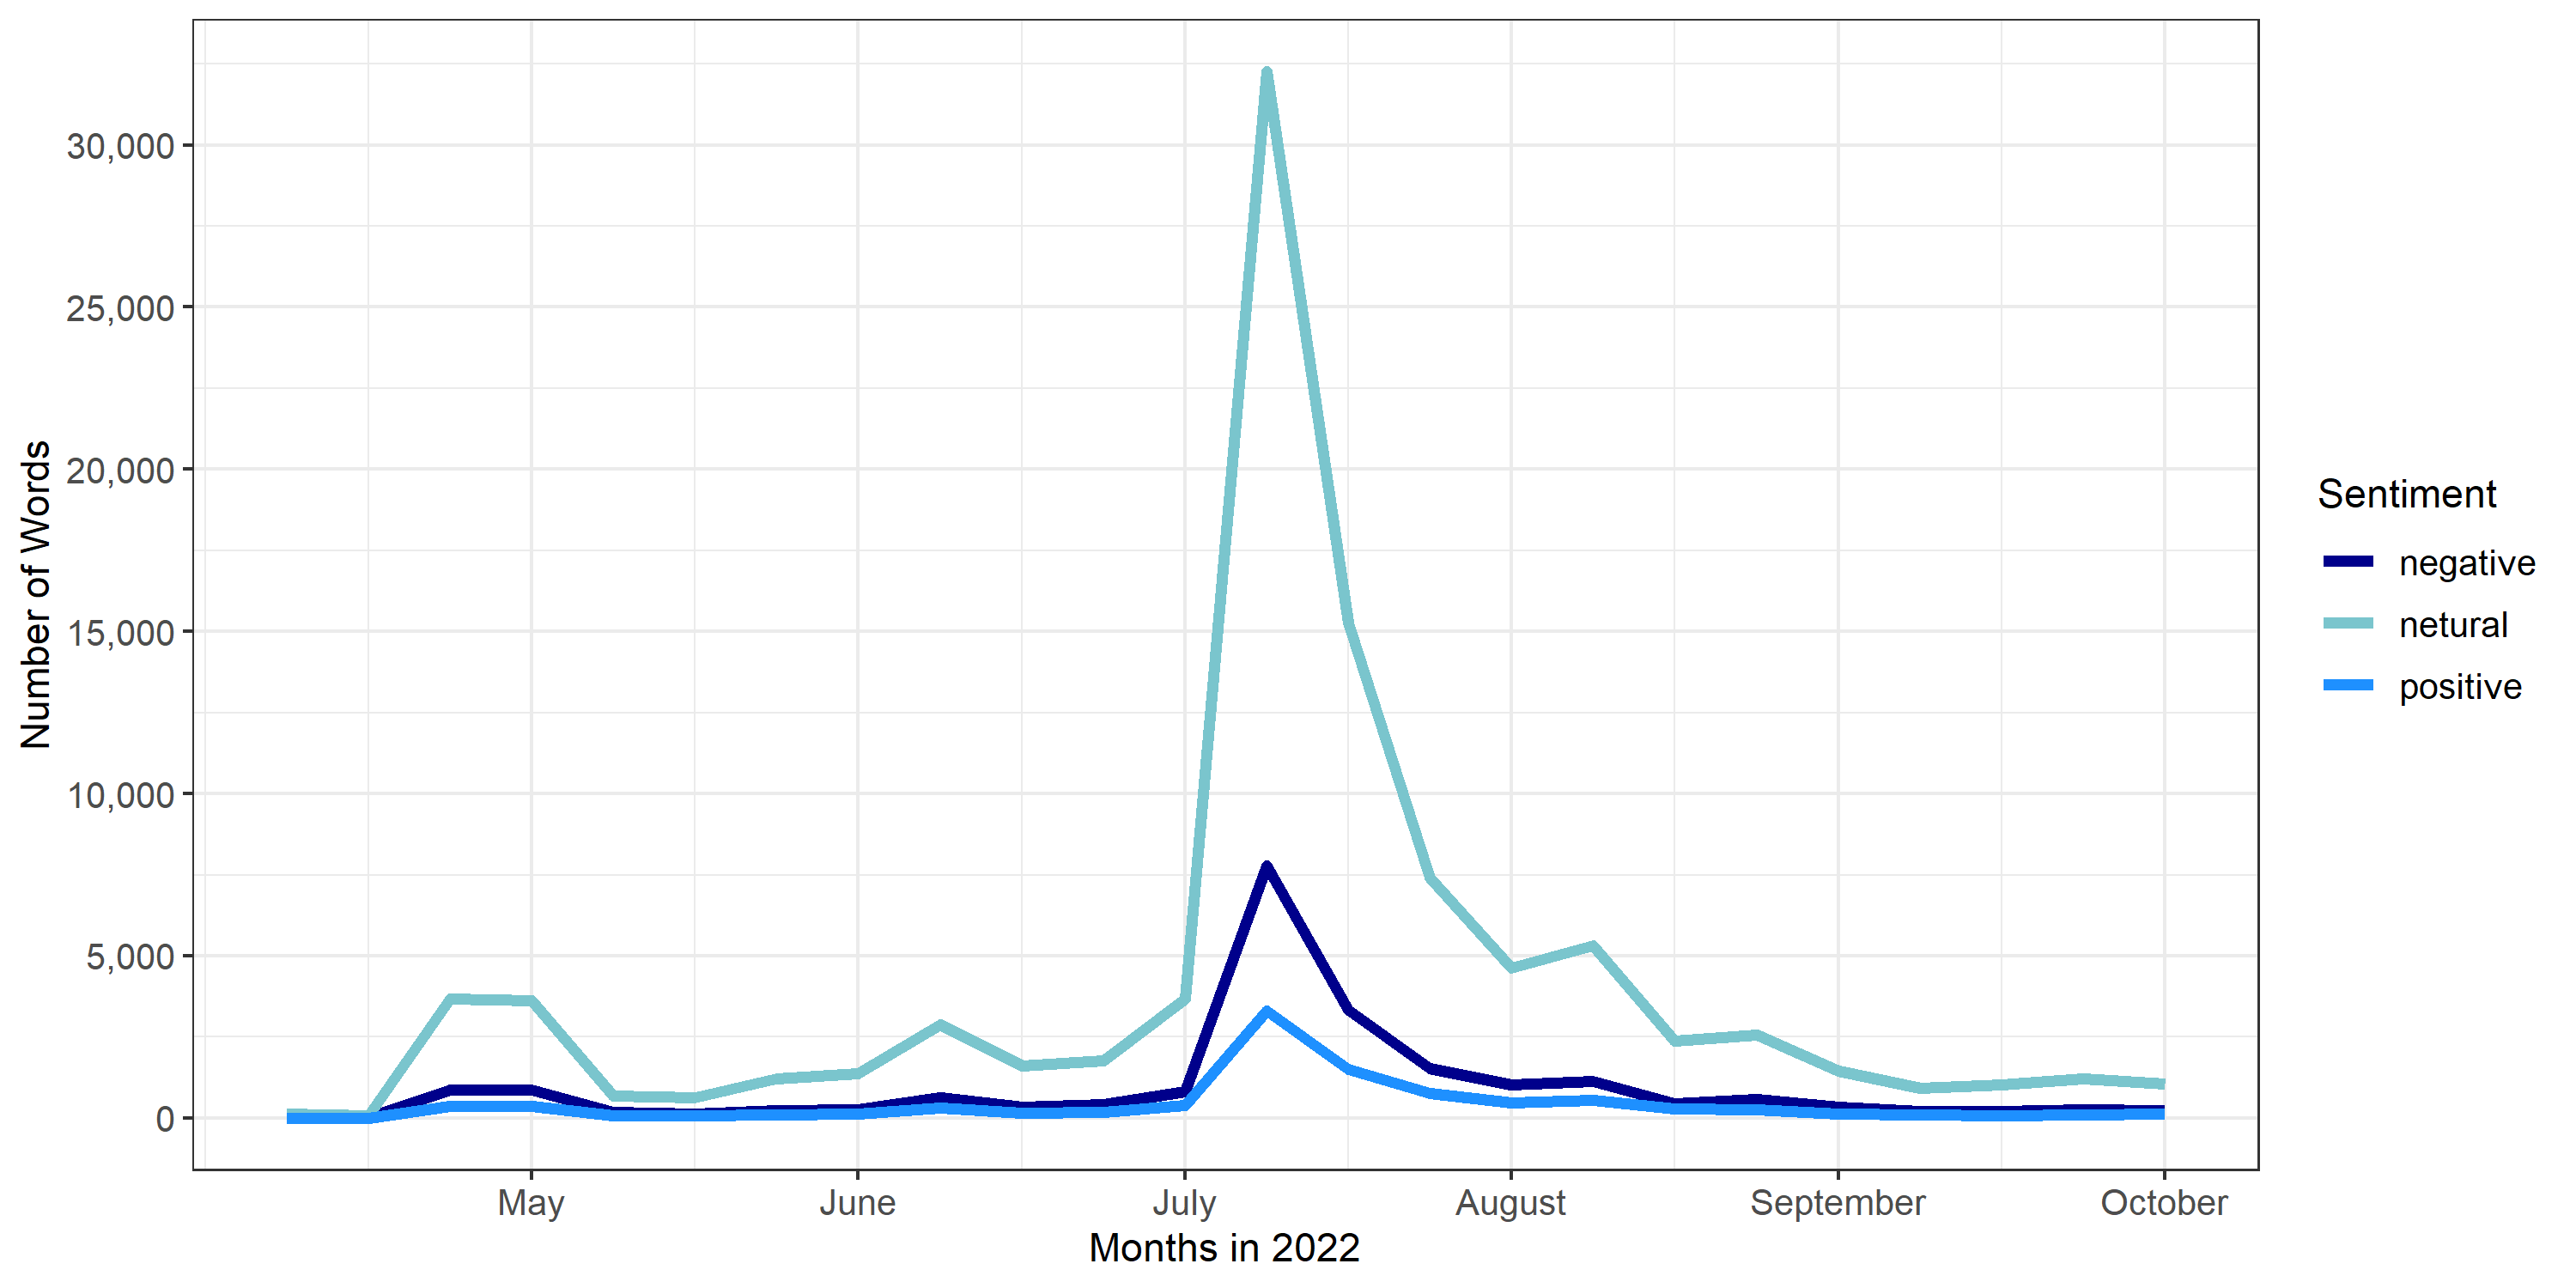 30,000
25,000
20,000
15,000
10,000
5,000
0
Number of Words
May June July August September October
Months in 2022
Sentiment
negative
netural
positive